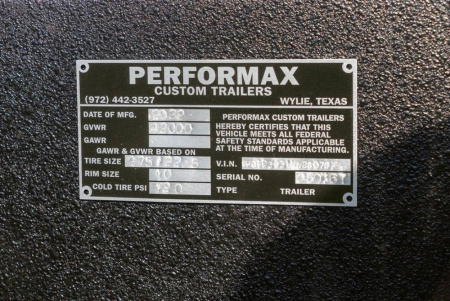 PERFORMAX
CUSTOM TRAILERS
(972) 442-3527 WYLIE, TEXAS
DATE OF MFG.
GVWR
GAWR
GAWR & GVWR BASED ON
TIRE SIZE
RIM SIZE
COLD TIRE PSI
PERFORMAX CUSTOM TRAILERS
HEREBY CERTIFIES THAT THIS
VEHICLE MEETS ALL FEDERAL
SAFETY STANDARDS APPLICABLE
AT THE TIME OF MANUFACTURING.
V.I.N.
SERIAL NO.
TYPE TRAILER